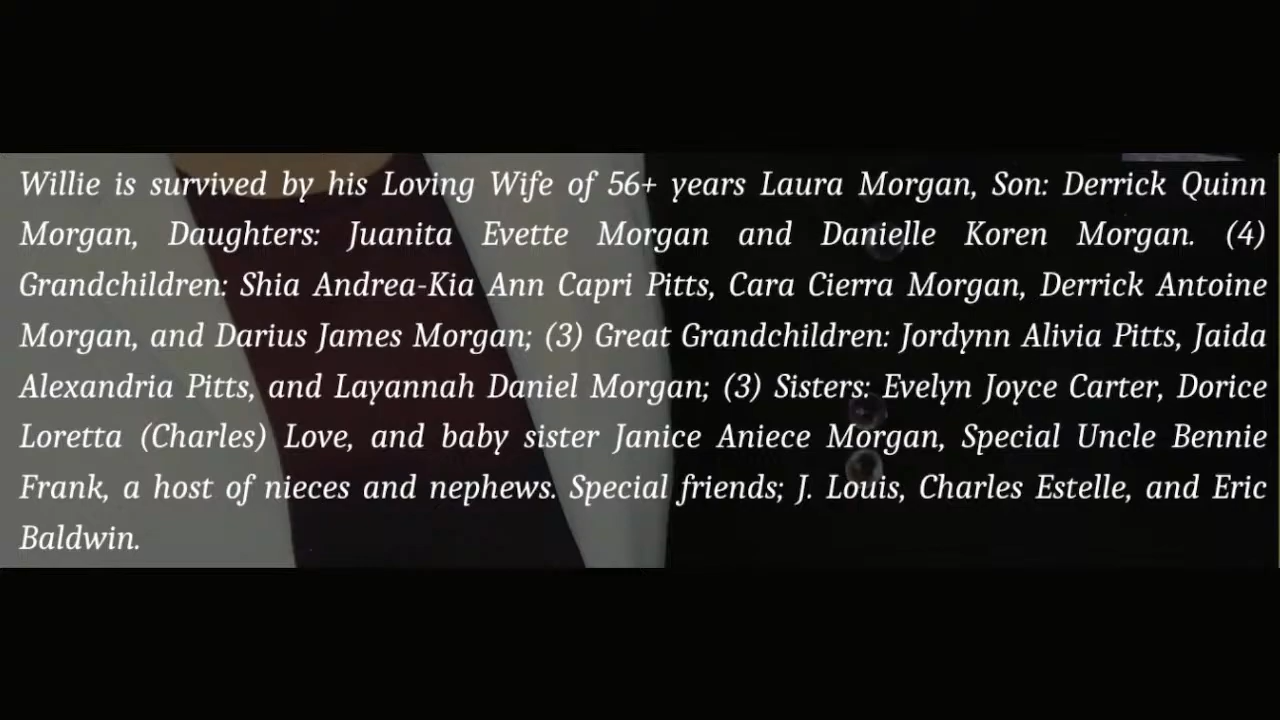 Willie is survived by his Loving Wife of 56+ years Laura Morgan, Son: Derrick Quinn
Morgan, Daughters: Juanita Evette Morgan and Danielle Koren Morgan. (4)
Grandchildren: Shia Andrea-Kia Ann Capri Pitts, Cara Cierra Morgan, Derrick Antoine
Morgan, and Darius James Morgan; (3) Great Grandchildren: Jordynn Alivia Pitts, Jaida
Alexandria Pitts, and Layannah Daniel Morgan; (3) Sisters: Evelyn Joyce Carter, Dorice
Loretta (Charles) Love, and baby sister Janice Aniece Morgan, Special Uncle Bennie
Frank, a host of nieces and nephews. Special friends; J. Louis, Charles Estelle, and Eric
Baldwin.